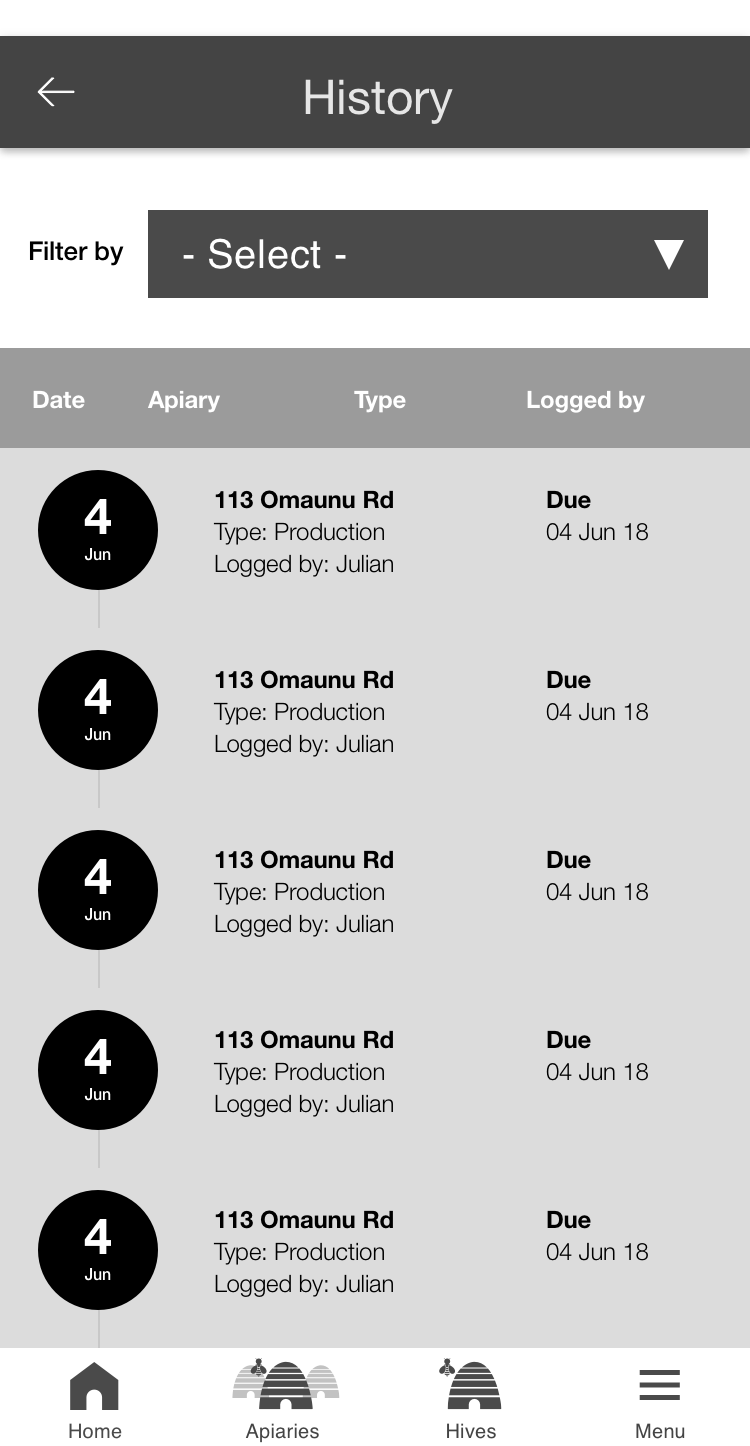 History
Filter by
- Select -
Date Apiary Type Logged by
4
Jun
113 Omaunu Rd
Type: Production
Logged by: Julian
Due
04 Jun 18
4
Jun
113 Omaunu Rd
Type: Production
Logged by: Julian
Due
04 Jun 18
4
Jun
113 Omaunu Rd
Type: Production
Logged by: Julian
Due
04 Jun 18
4
Jun
113 Omaunu Rd
Type: Production
Logged by: Julian
Due
04 Jun 18
4
Jun
113 Omaunu Rd
Type: Production
Logged by: Julian
Due
04 Jun 18
Home Apiaries Hives Menu